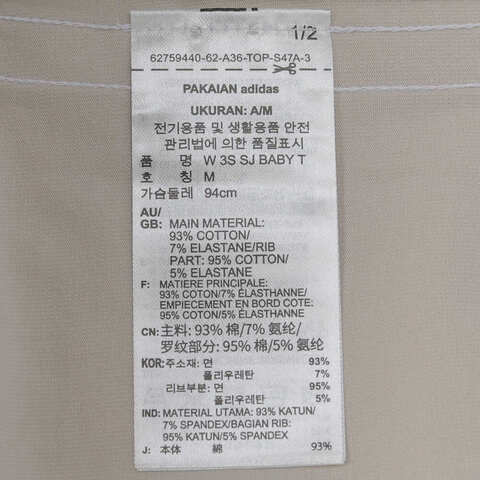 1/2
62759440-62-A36-TOP-S47A-3
PAKAIAN adidas
UKURAN: A/M
전기용품 및 생활용품 안전
관리법에 의한 품질표시
품 명 W 3S SJ BABY T
호 칭 M
가슴둘레 94cm
AU/
GB: MAIN MATERIAL:
93% COTTON/
7% ELASTANE/RIB
PART: 95% COTTON/
5% ELASTANE
F: MATIERE PRINCIPALE:
93% COTON/7% ÉLASTHANNE/
EMPIECEMENT EN BORD COTE:
95% COTON/5% ÉLASTHANNE
CN: 主料: 93% 棉/7% 氨纶/
罗纹部分: 95% 棉/5% 氨纶
KOR: 주소재: 면 93%
폴리우레탄 7%
리브부분: 면 95%
폴리우레탄 5%
IND: MATERIAL UTAMA: 93% KATUN/
7% SPANDEX/BAGIAN RIB:
95% KATUN/5% SPANDEX
J: 本体 綿 93%